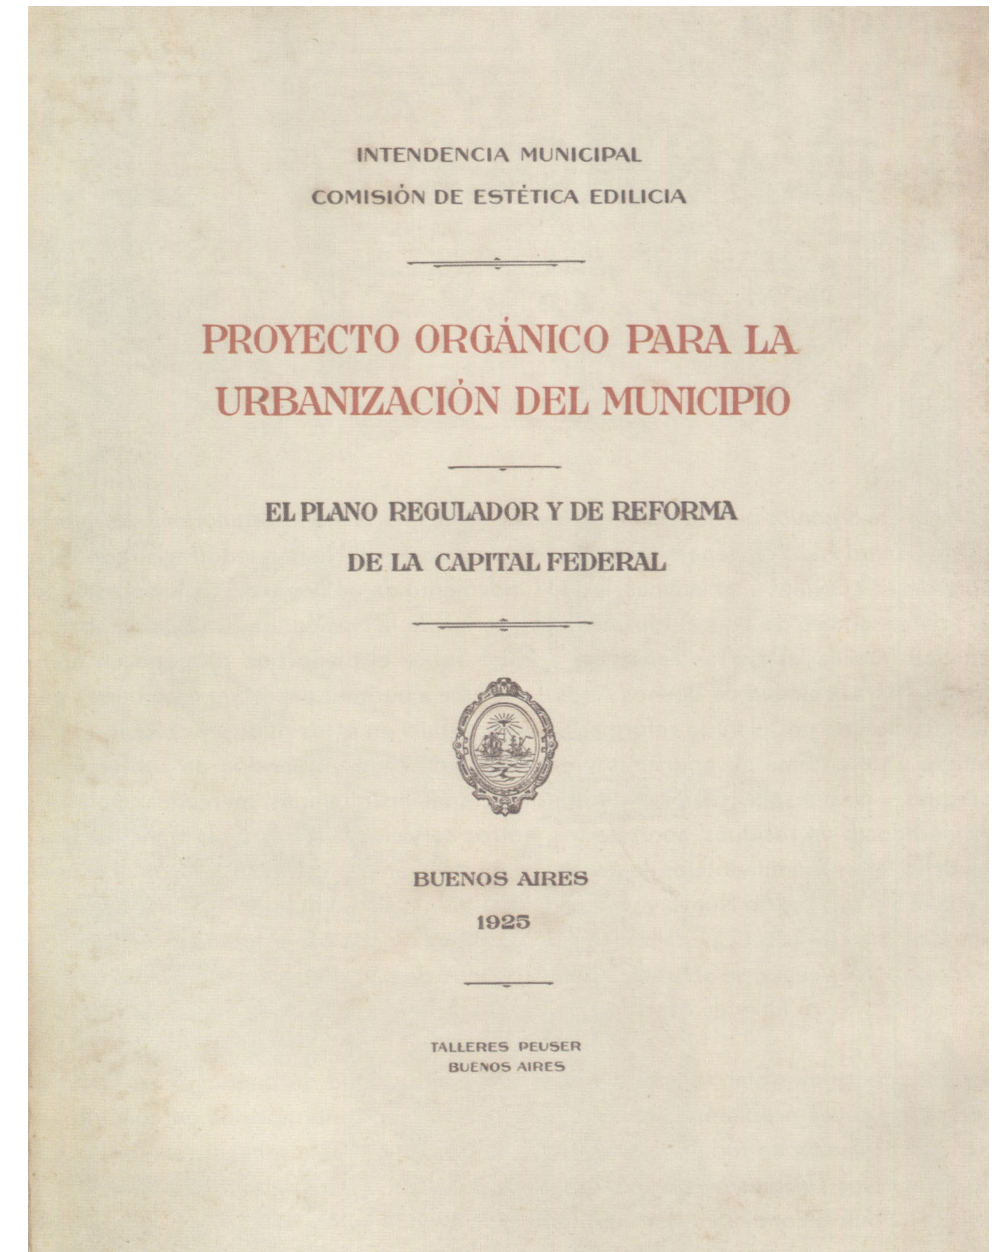 INTENDENCIA MUNICIPAL
COMISIÓN DE ESTÉTICA EDILICIA
PROYECTO ORGÁNICO PARA LA
URBANIZACIÓN DEL MUNICIPIO
EL PLANO REGULADOR Y DE REFORMA
DE LA CAPITAL FEDERAL
BUENOS AIRES
1925
TALLERES PEUSER
BUENOS AIRES